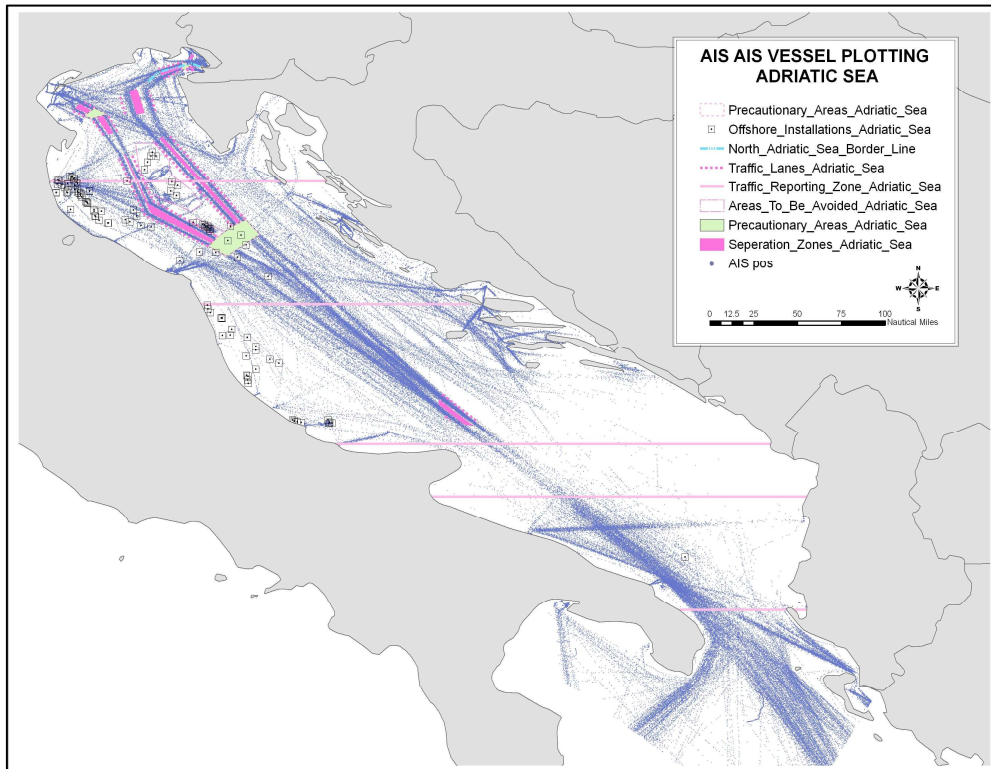 AIS AIS VESSEL PLOTTING
ADRIATIC SEA
Precautionary_Areas_Adriatic_Sea
Offshore_Installations_Adriatic_Sea
North_Adriatic_Sea_Border_Line
Traffic_Lanes_Adriatic_Sea
Traffic_Reporting_Zone_Adriatic_Sea
Areas_To_Be_Avoided_Adriatic_Sea
Precautionary_Areas_Adriatic_Sea
Seperation_Zones_Adriatic_Sea
AIS pos
N
W E
S
0 12.5 25 50 75 100
Nautical Miles